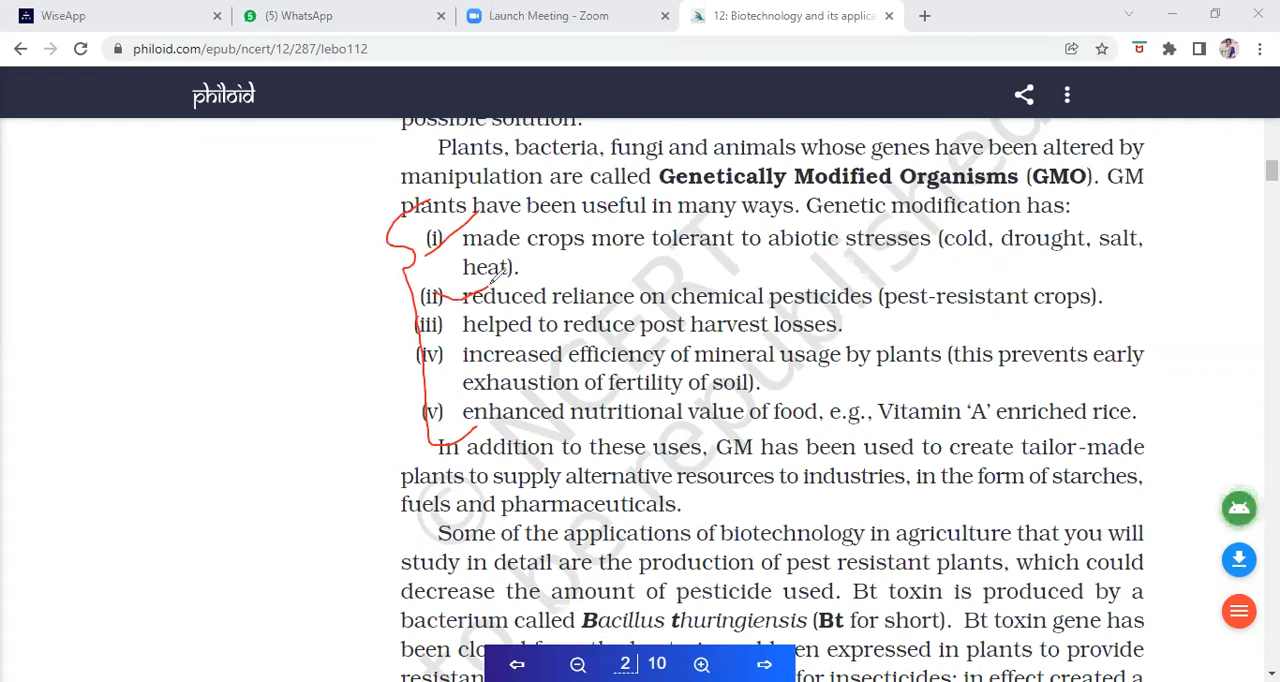 WiseApp
(5) WhatsApp
Launch Meeting - Zoom
12: Biotechnology and its applica
philoid.com/epub/ncert/12/287/lebo112
philoid
possible solution.
Plants, bacteria, fungi and animals whose genes have been altered by
manipulation are called Genetically Modified Organisms (GMO). GM
plants have been useful in many ways. Genetic modification has:
(i) made crops more tolerant to abiotic stresses (cold, drought, salt,
heat).
(ii) reduced reliance on chemical pesticides (pest-resistant crops).
(iii) helped to reduce post harvest losses.
(iv) increased efficiency of mineral usage by plants (this prevents early
exhaustion of fertility of soil).
(v) enhanced nutritional value of food, e.g., Vitamin ‘A’ enriched rice.
In addition to these uses, GM has been used to create tailor-made
plants to supply alternative resources to industries, in the form of starches,
fuels and pharmaceuticals.
Some of the applications of biotechnology in agriculture that you will
study in detail are the production of pest resistant plants, which could
decrease the amount of pesticide used. Bt toxin is produced by a
bacterium called Bacillus thuringiensis (Bt for short). Bt toxin gene has
been expressed in plants to provide
for insecticides; in effect created a
2 10
© NCERT
to be republished